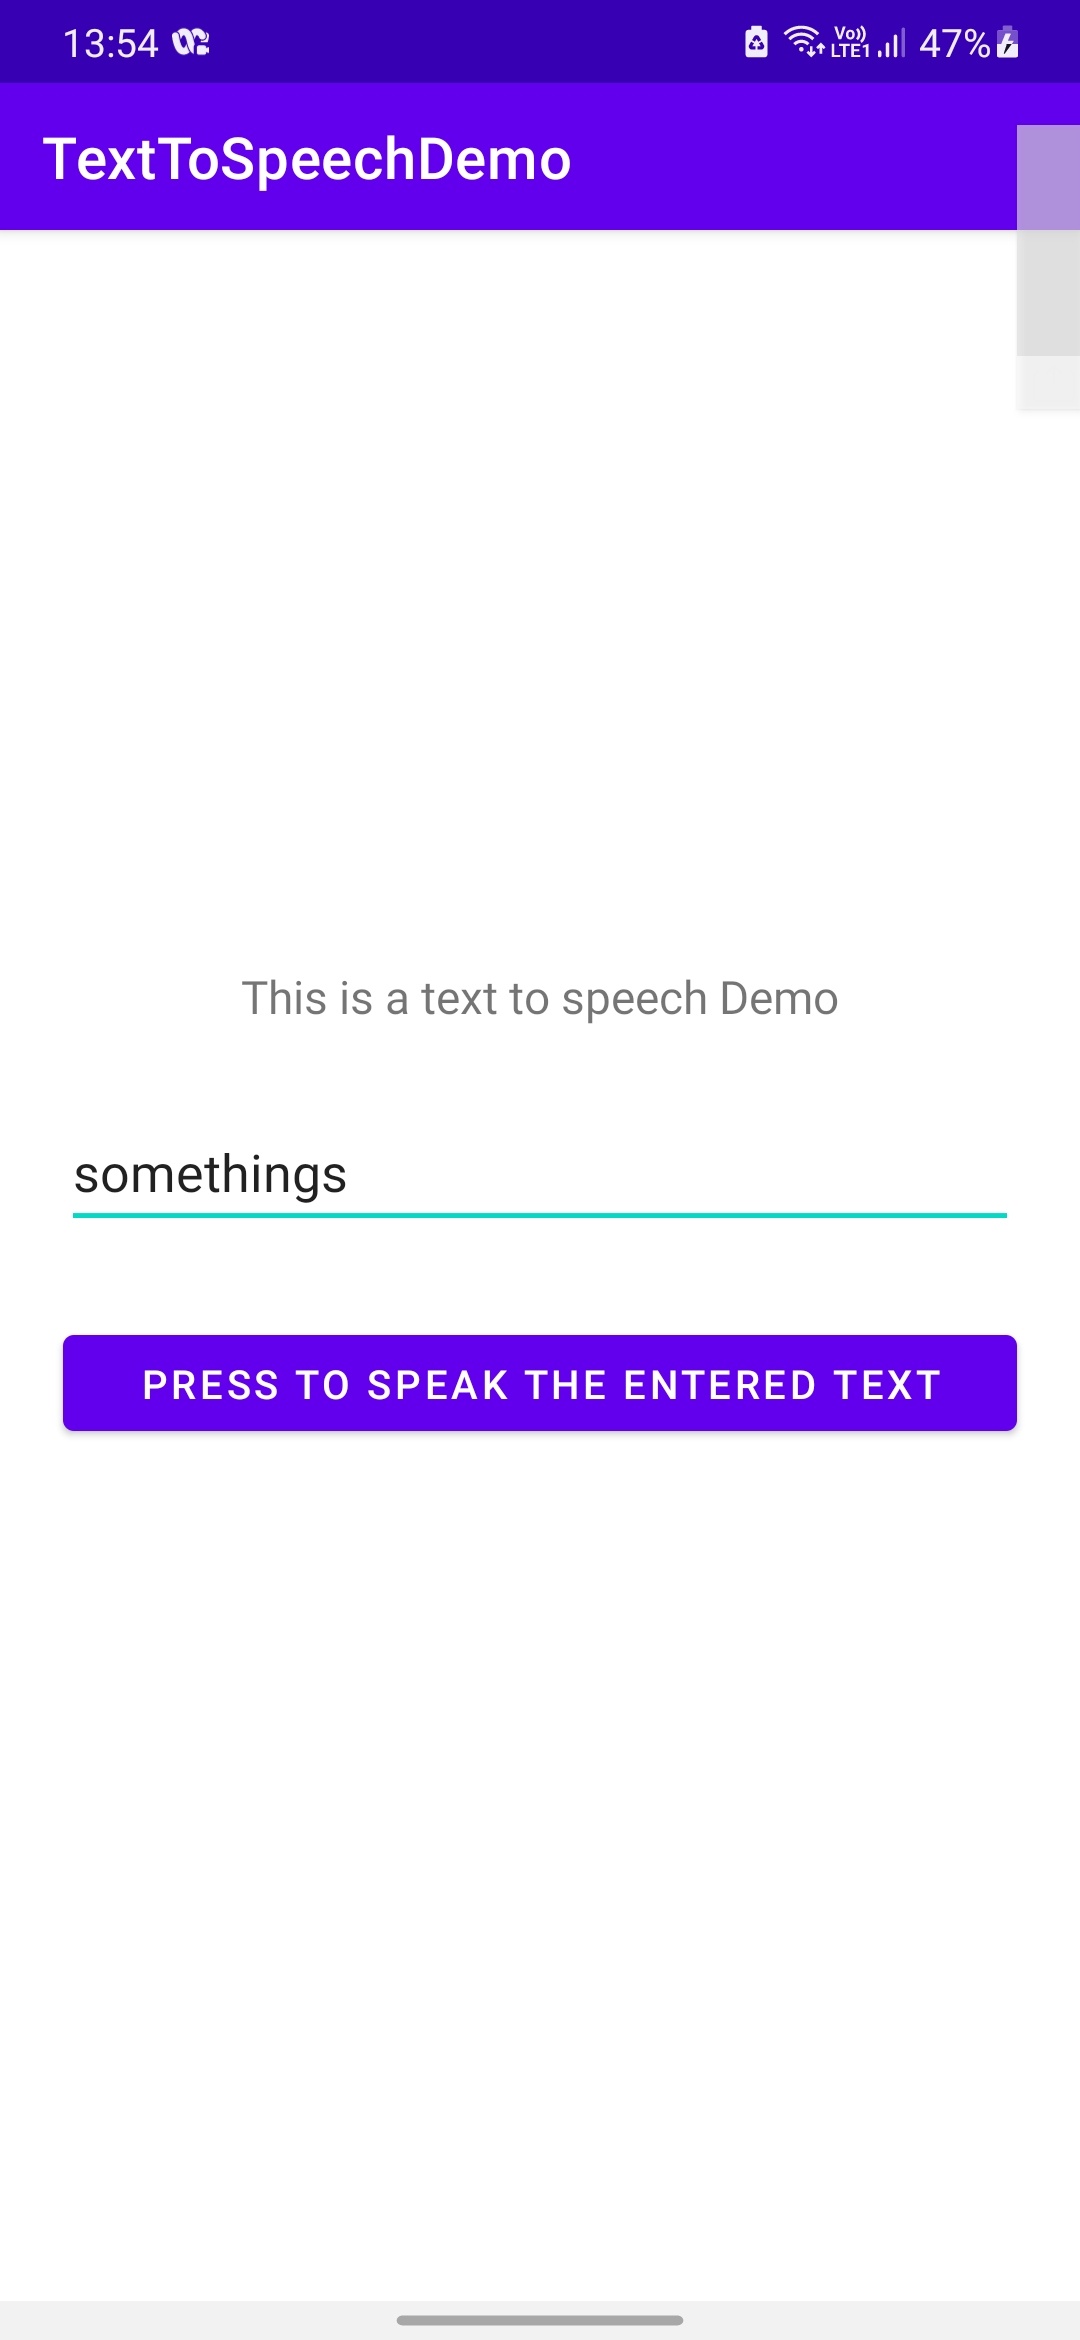 13:54 Vo)) LTE1 47%
TextToSpeechDemo
This is a text to speech Demo
somethings
PRESS TO SPEAK THE ENTERED TEXT